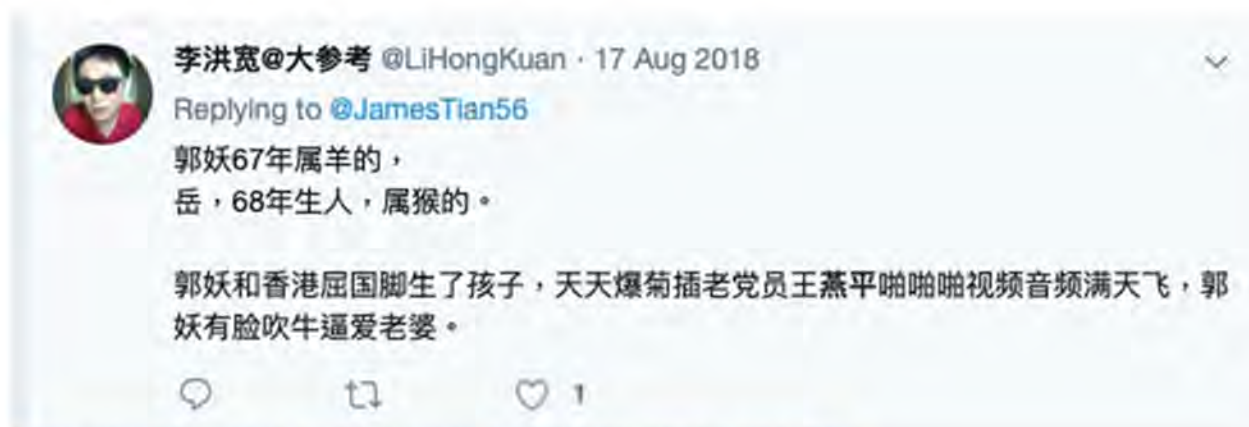 李洪宽@大参考 @LiHongKuan · 17 Aug 2018
Replying to @JamesTian56
郭妖67年属羊的，
岳，68年生人，属猴的。
郭妖和香港屈国脚生了孩子，天天爆菊插老党员王燕平啪啪啪视频音频满天飞，郭
妖有脸吹牛逼爱老婆。
1